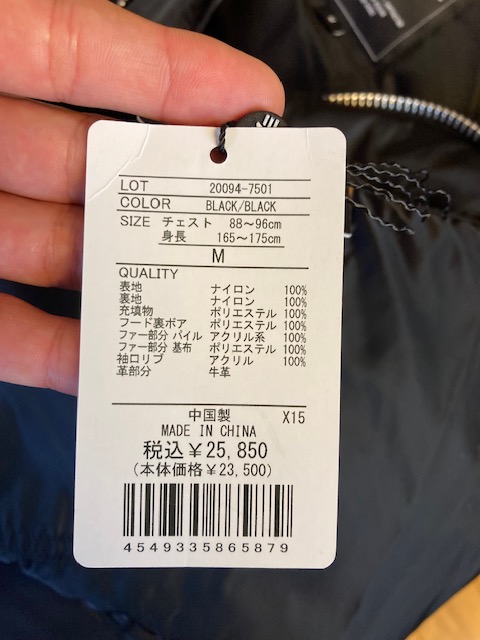 LOT 20094-7501
COLOR BLACK/BLACK
SIZE チェスト 88～96cm
身長 165～175cm
M
QUALITY
表地 ナイロン 100%
裏地 ナイロン 100%
充填物 ポリエステル 100%
フード裏ボア ポリエステル 100%
ファー部分 パイル アクリル系 100%
ファー部分 基布 ポリエステル 100%
袖口リブ アクリル 100%
革部分 牛革
中国製 X15
MADE IN CHINA
税込￥25,850
(本体価格￥23,500)
4549335865879